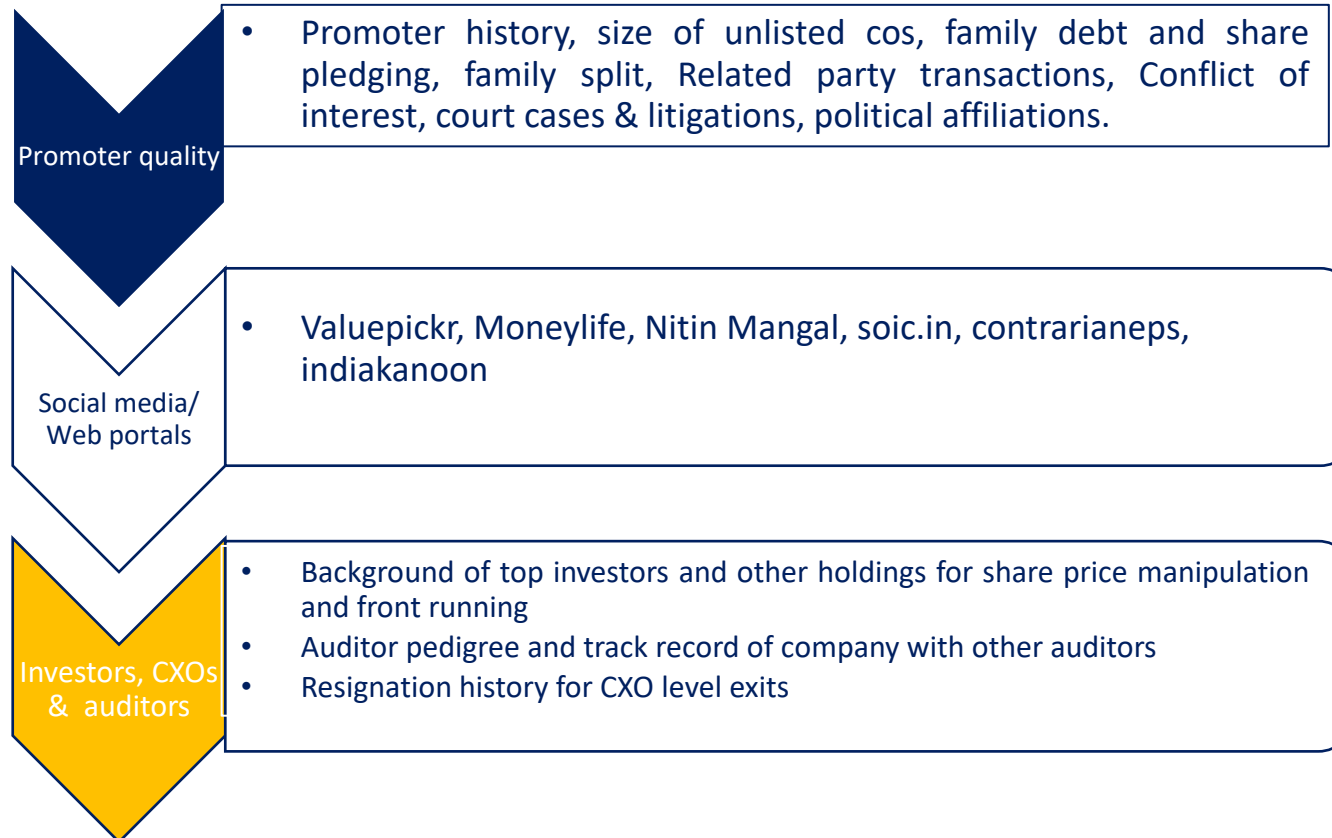 Promoter quality
• Promoter history, size of unlisted cos, family debt and share
pledging, family split, Related party transactions, Conflict of
interest, court cases & litigations, political affiliations.
Social media/
Web portals
• Valuepickr, Moneylife, Nitin Mangal, soic.in, contrarianeps,
indiakanoon
Investors, CXOs
& auditors
• Background of top investors and other holdings for share price manipulation
and front running
• Auditor pedigree and track record of company with other auditors
• Resignation history for CXO level exits